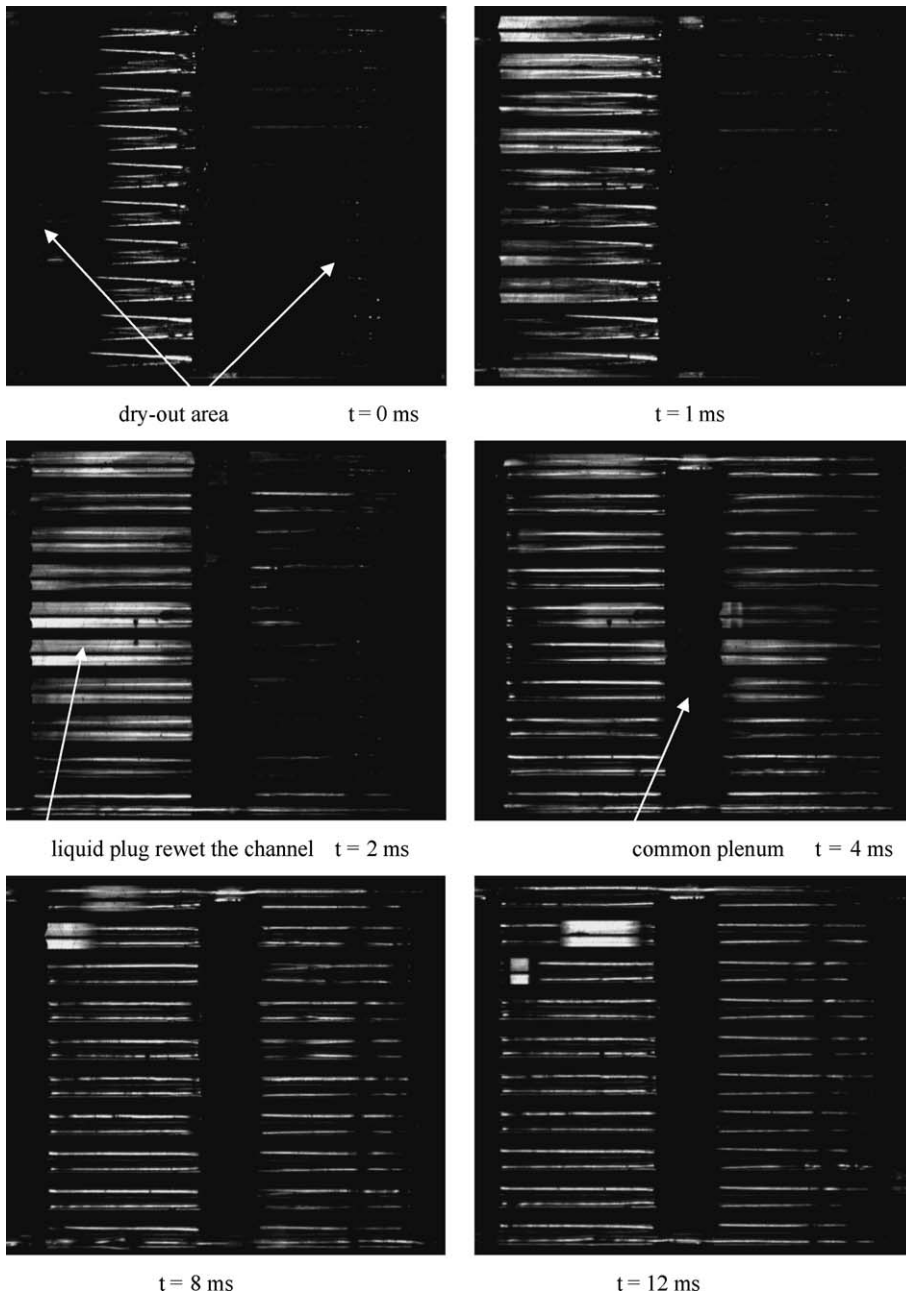 dry-out area t = 0 ms
t = 1 ms
liquid plug rewet the channel t = 2 ms
common plenum t = 4 ms
t = 8 ms
t = 12 ms